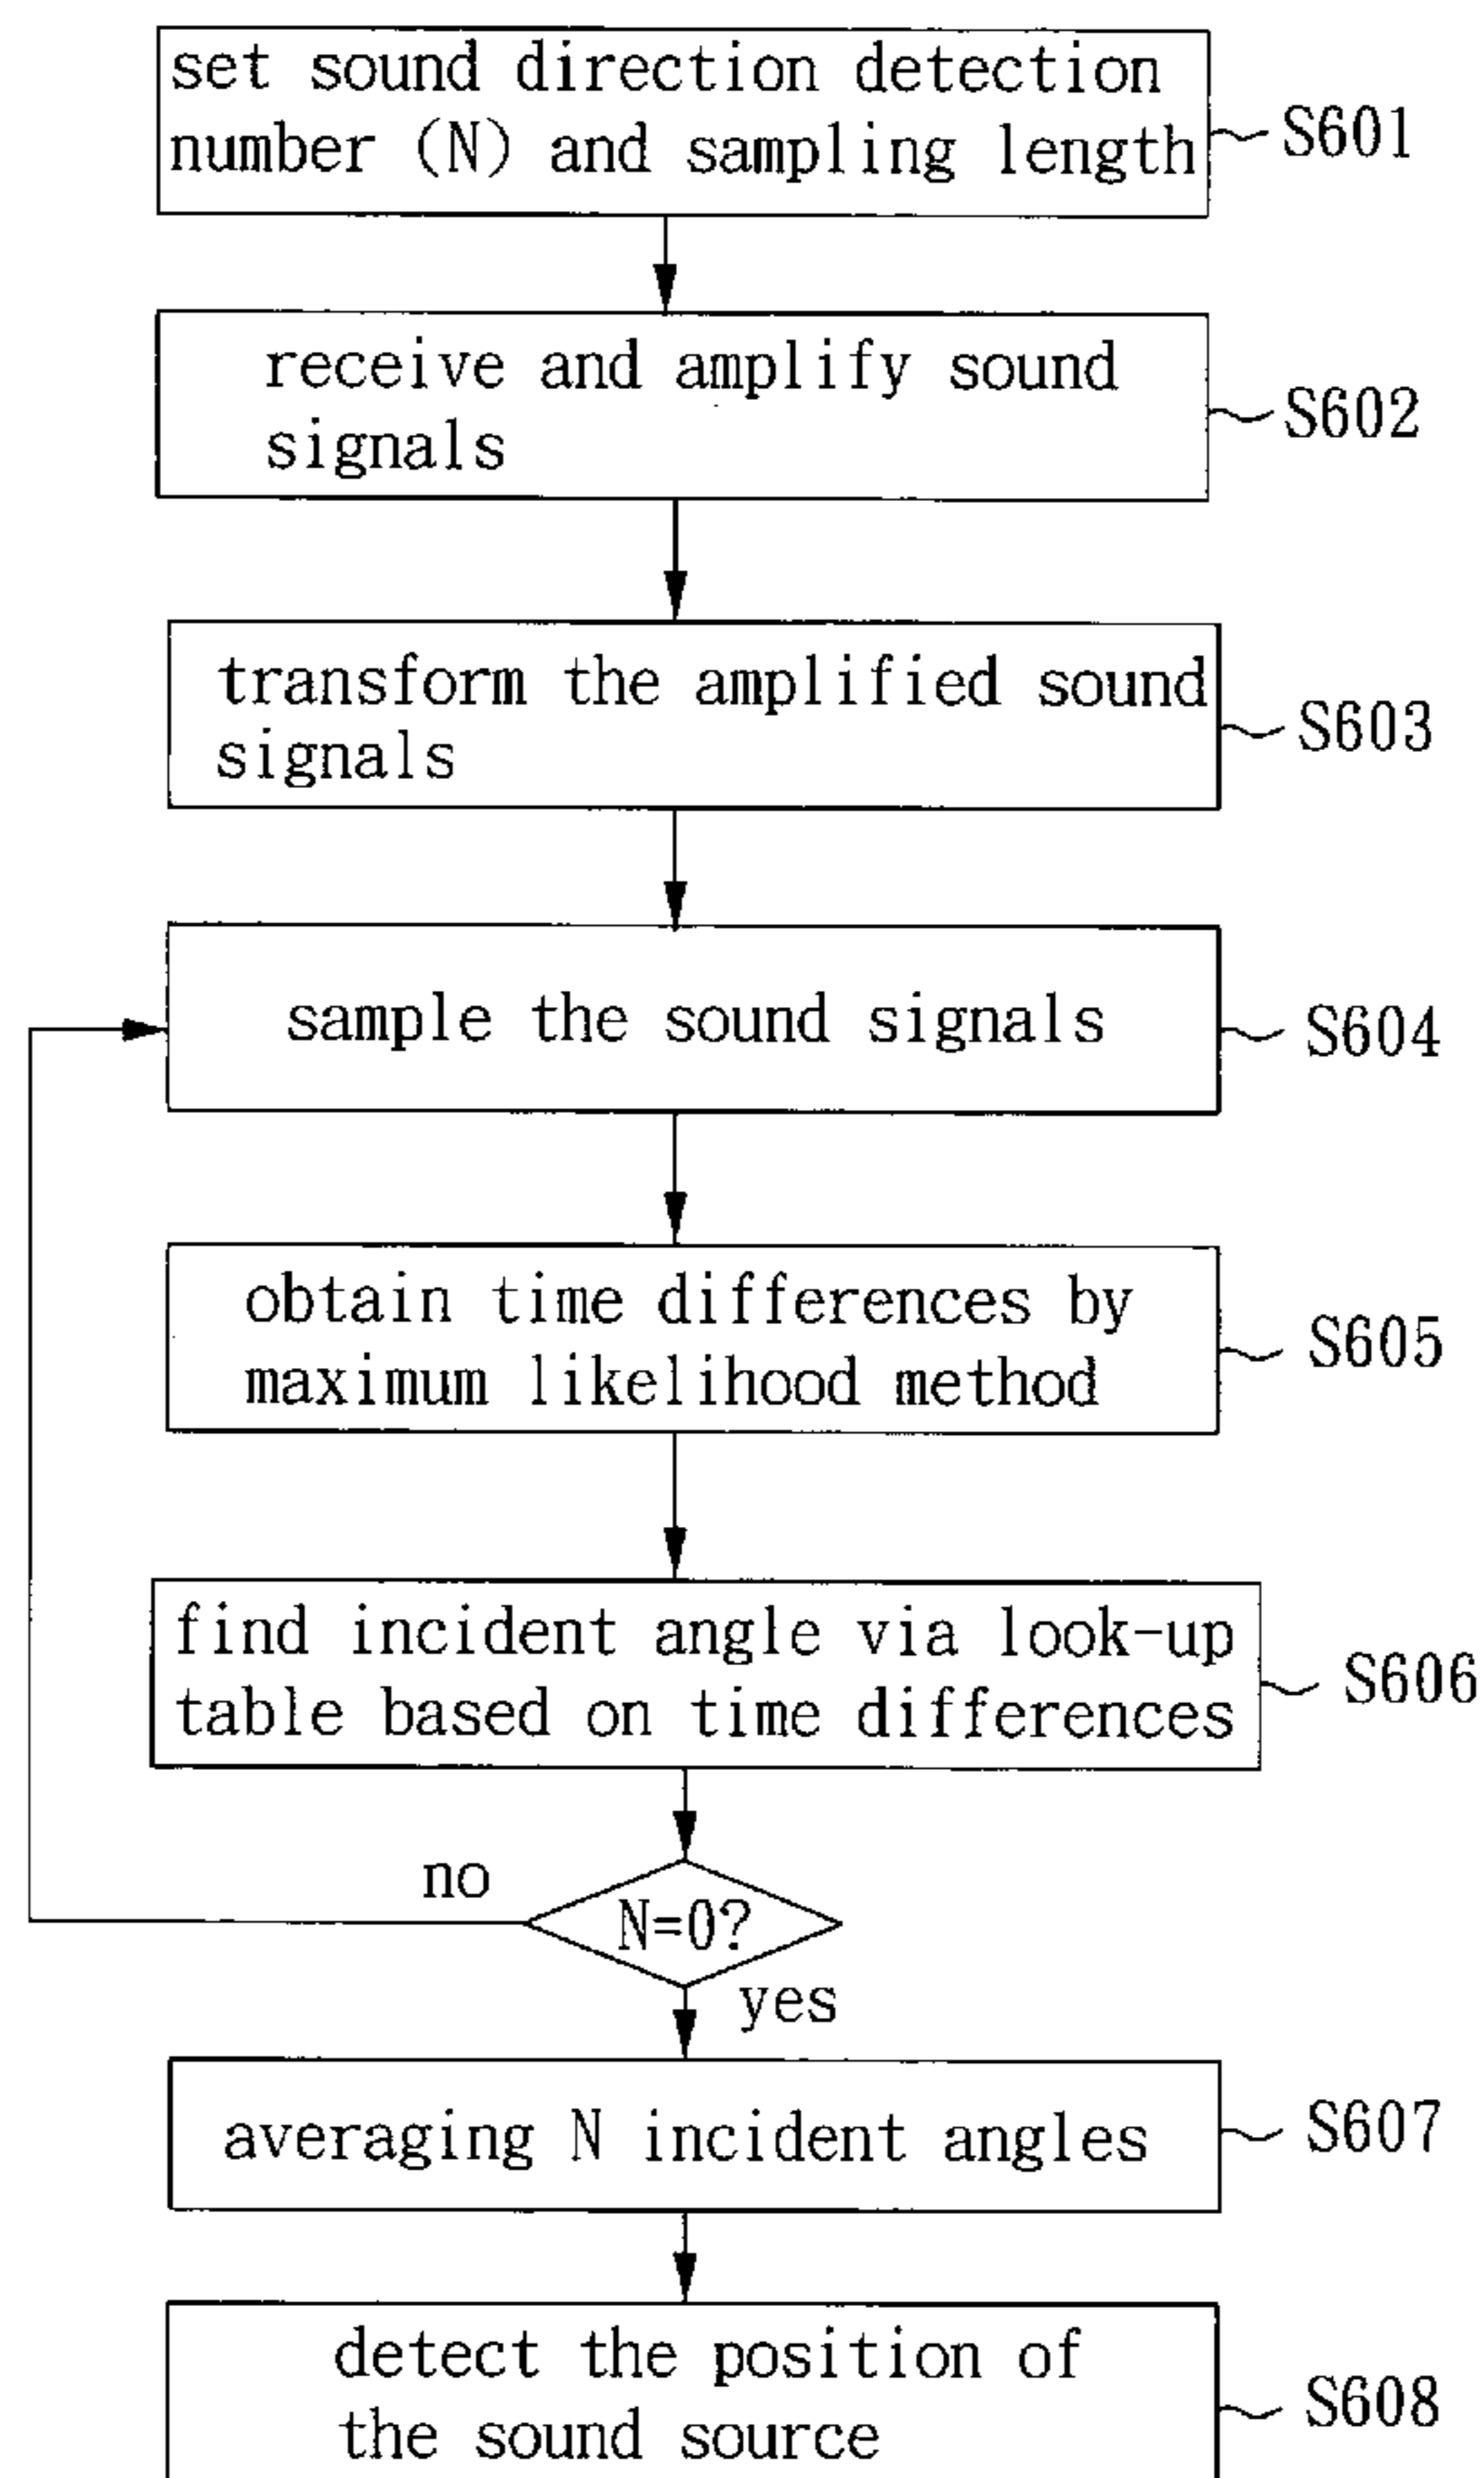 set sound direction detection
number (N) and sampling length
S601
receive and amplify sound
signals
S602
transform the amplified sound
signals
S603
sample the sound signals
S604
obtain time differences by
maximum likelihood method
S605
find incident angle via look-up
table based on time differences
S606
no
N=0?
yes
averaging N incident angles
S607
detect the position of
the sound source
S608